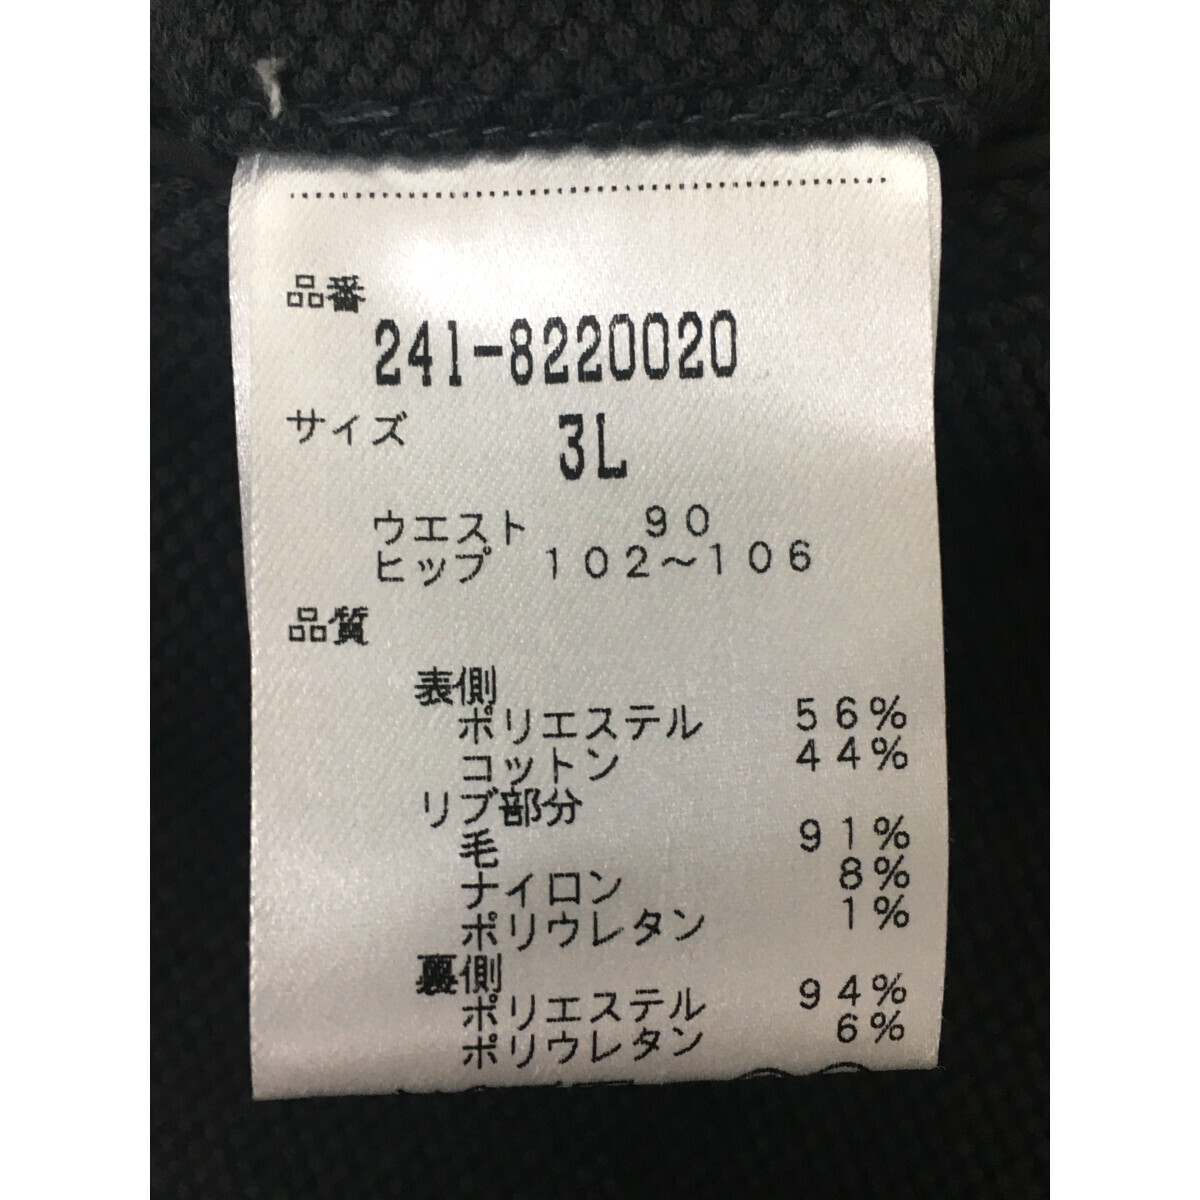 品番
241-8220020
サイズ 3L
ウエスト 90
ヒップ 102～106
品質
表側
ポリエステル 56%
コットン 44%
リブ部分
毛 91%
ナイロン 8%
ポリウレタン 1%
裏側
ポリエステル 94%
ポリウレタン 6%